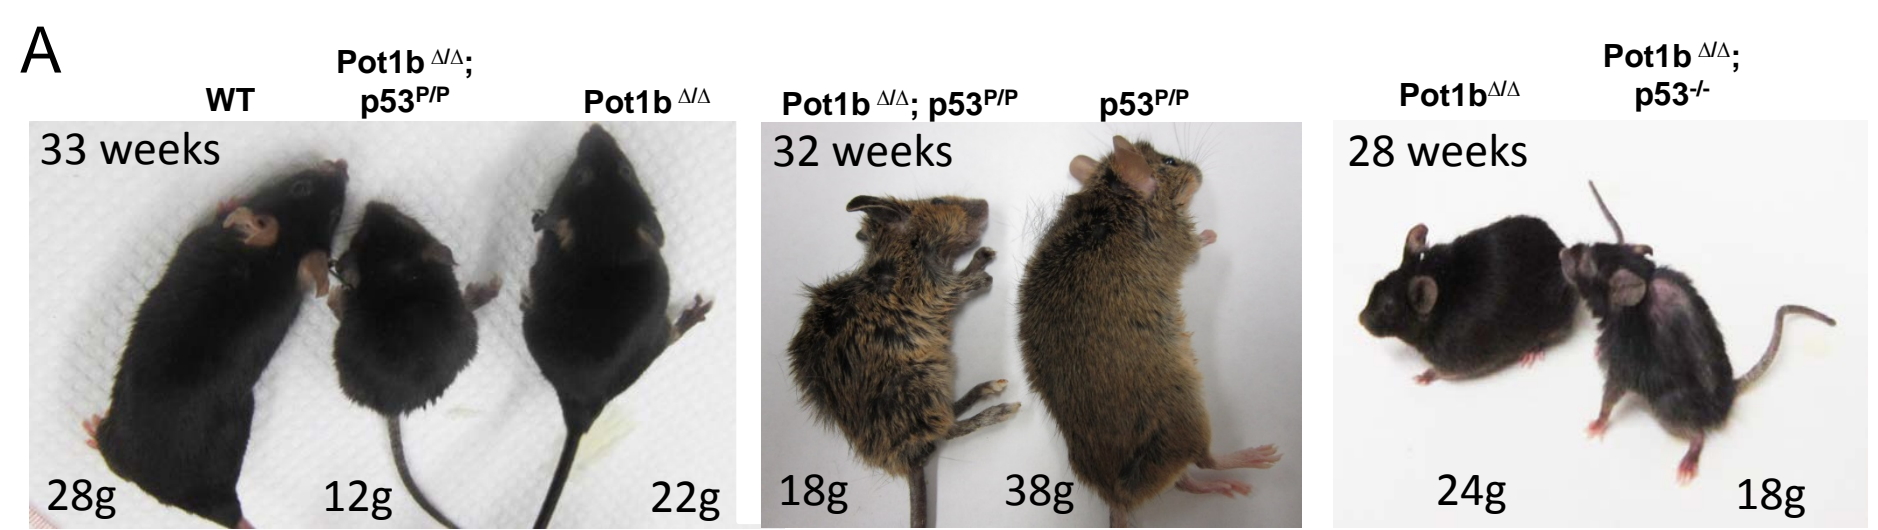 A
WT
Pot1b Δ/Δ;
p53P/P
Pot1b Δ/Δ
Pot1b Δ/Δ; p53P/P
p53P/P
Pot1bΔ/Δ
Pot1b Δ/Δ;
p53-/-
33 weeks
32 weeks
28 weeks
28g
12g
22g
18g
38g
24g
18g